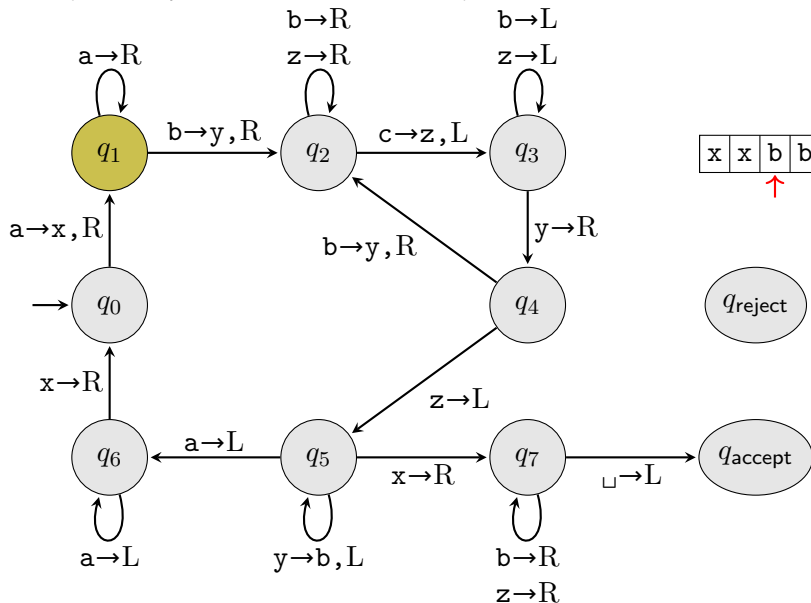 b→R b→L
a→R z→R z→L
q1 b→y,R q2 c→z,L q3 x x b b
a→x,R b→y,R y→R
q0 q4 qreject
x→R z→L
q6 a→L q5 x→R q7 ␣→L qaccept
a→L y→b,L b→R
z→R